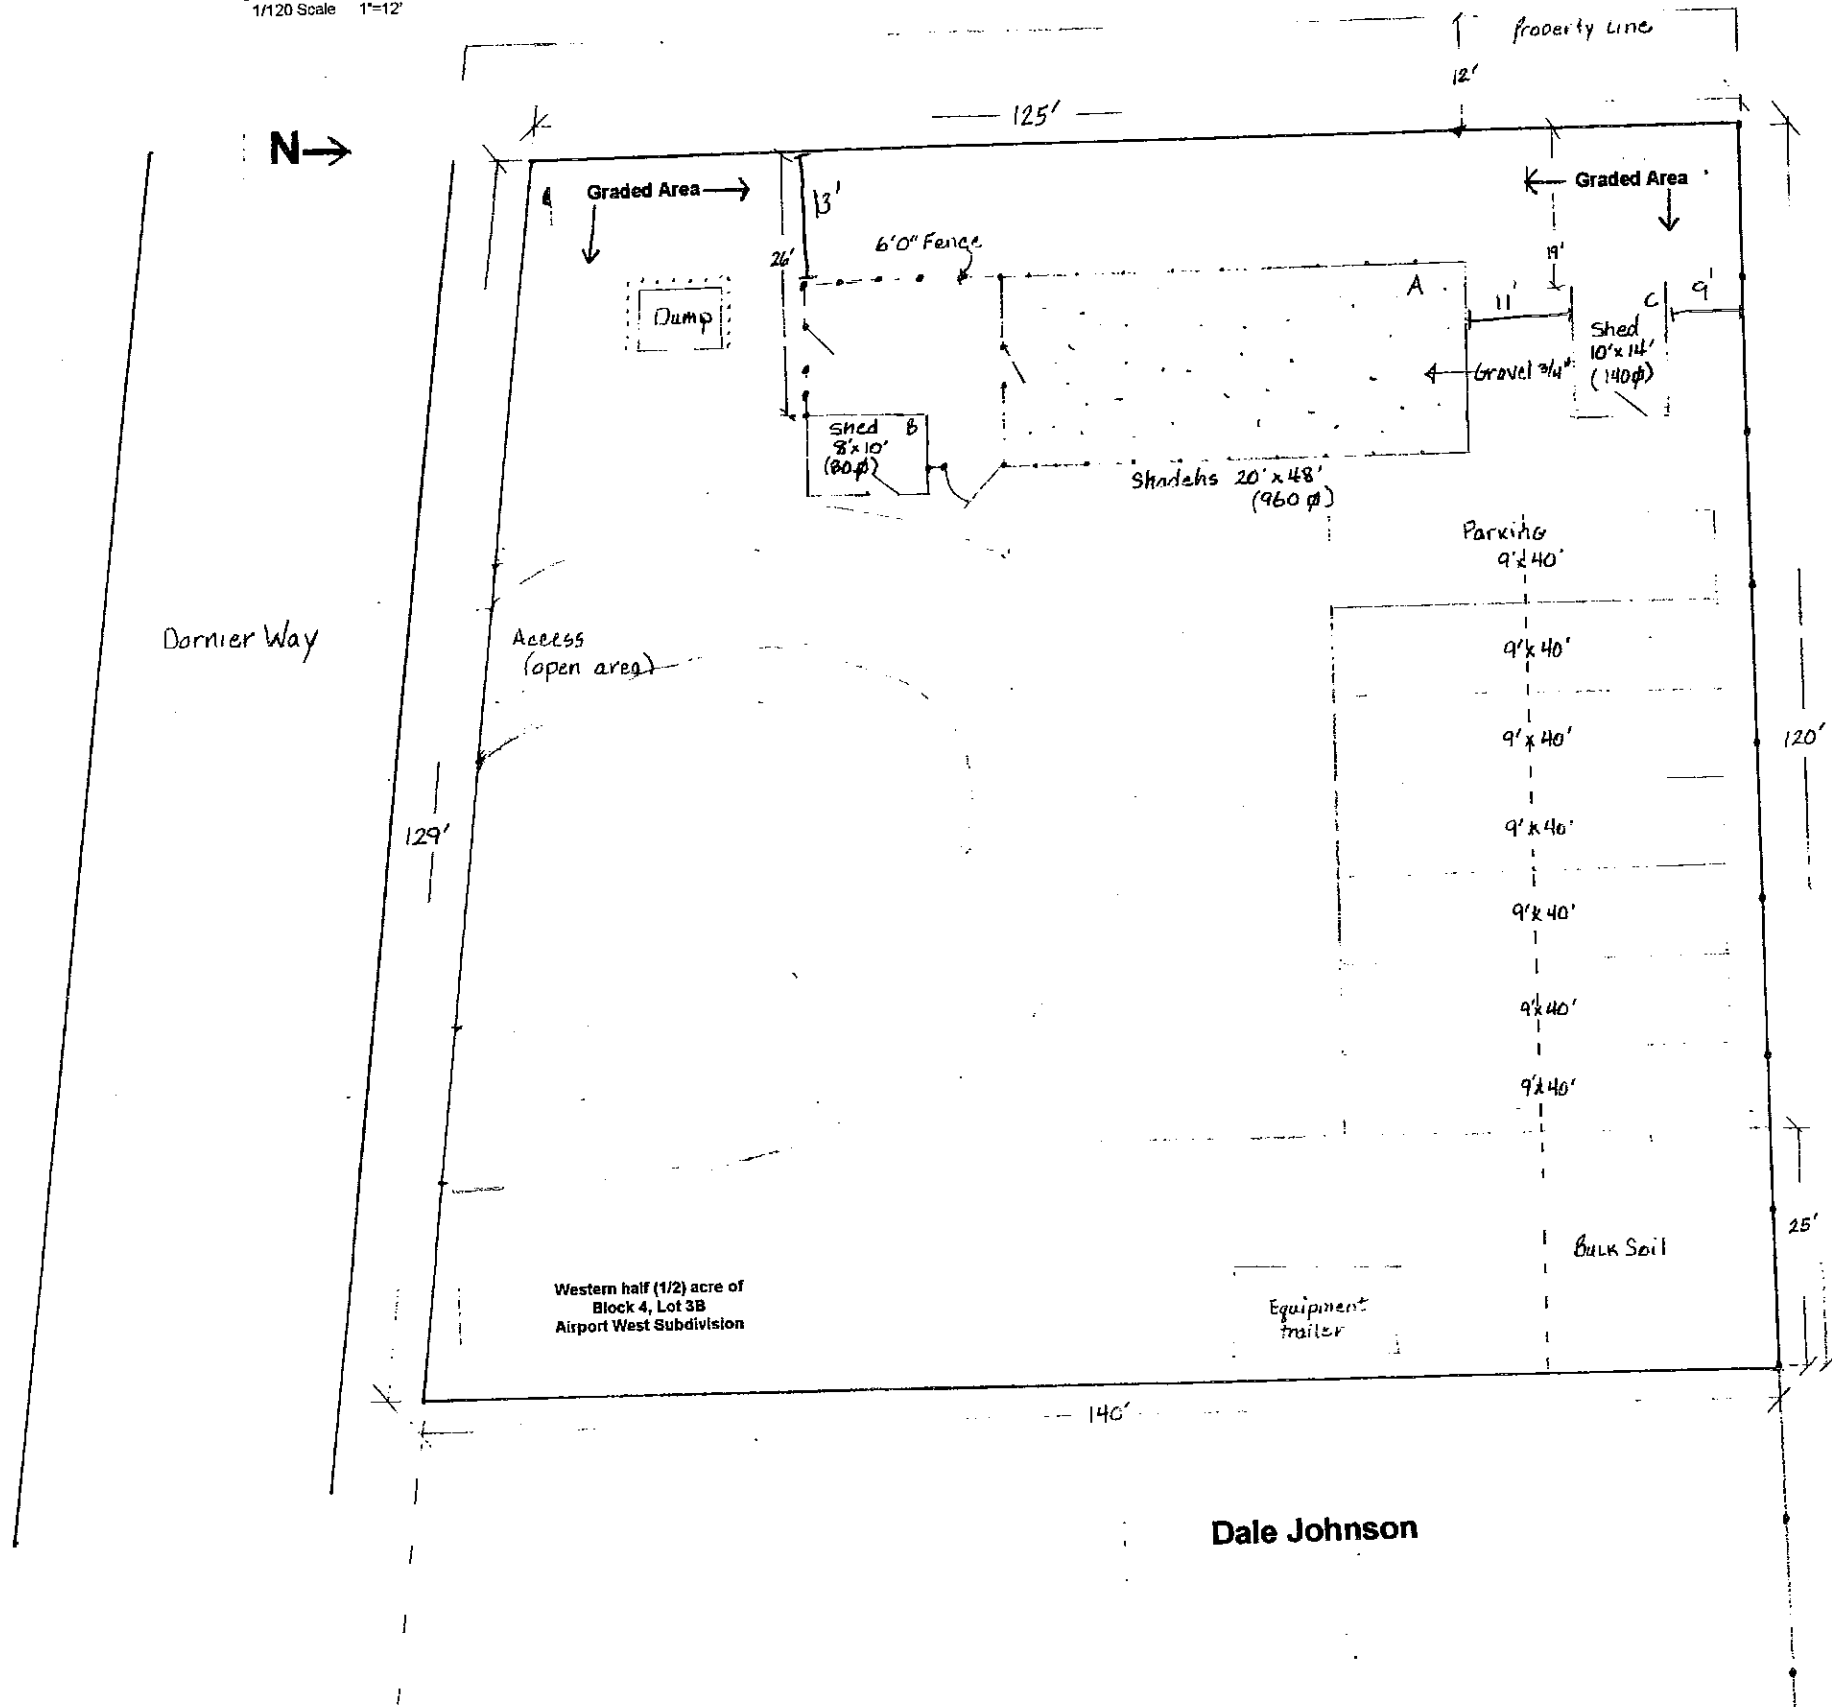 1/120 Scale 1"=12'
Property Line
12'
125'
N
Graded Area
Graded Area
13'
26'
6'0" Fence
19'
A
11'
C
9'
Dump
Shed
10'x14'
(140ϕ)
Gravel 3/4"
Shed B
8'x10'
(80ϕ)
20'x48'
(960ϕ)
Parking
9'x40'
Dornier Way
Access
(open area)
9'x40'
9'x40'
120'
129'
9'x40'
9'x40'
9'x40'
9'x40'
25'
Bulk Soil
Western half (1/2) acre of
Block 4, Lot 3B
Airport West Subdivision
Equipment
trailer
140'
Dale Johnson